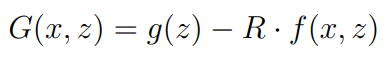 G(x, z) = g(z) − R · f(x, z)